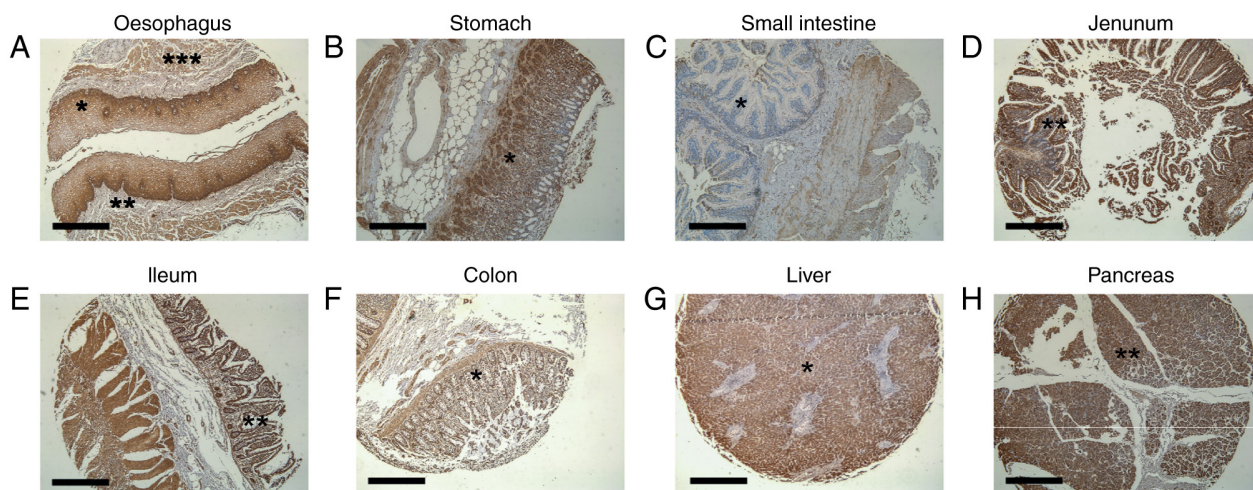 Oesophagus
A
***
*
**
Stomach
B
*
Small intestine
C
*
Jenunum
D
**
Ileum
E
**
Colon
F
*
Liver
G
*
Pancreas
H
**